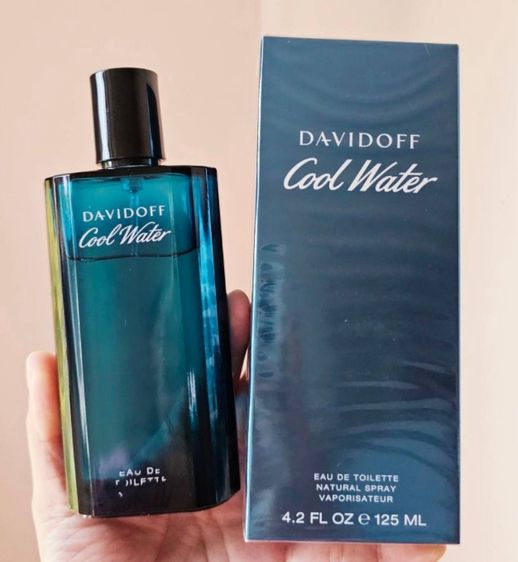 DAVIDOFF
Cool Water
EAU DE
TOILETTE
DAVIDOFF
Cool Water
EAU DE TOILETTE
NATURAL SPRAY
VAPORISATEUR
4.2 FL OZ e 125 ML